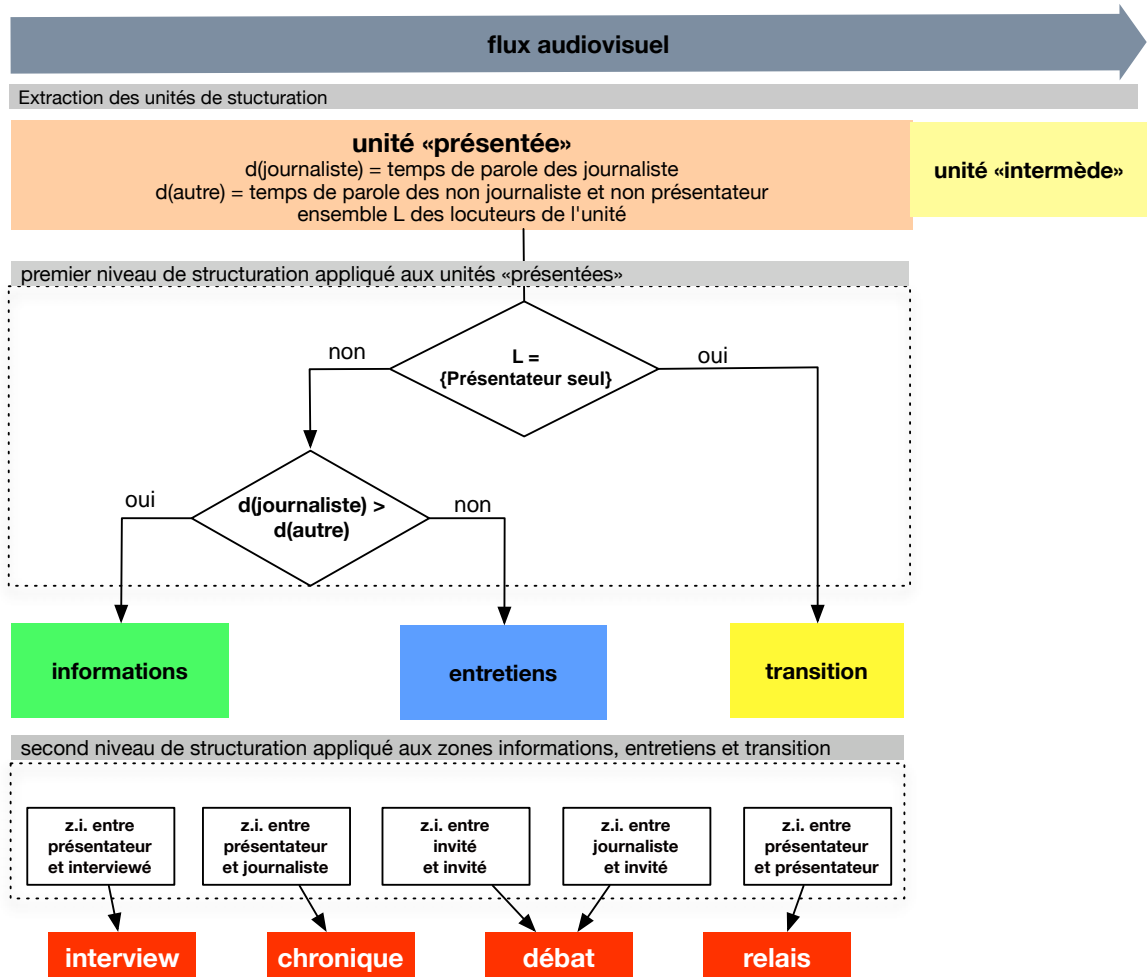 flux audiovisuel
Extraction des unités de stucturation
unité «présentée»
d(journaliste) = temps de parole des journaliste
d(autre) = temps de parole des non journaliste et non présentateur
ensemble L des locuteurs de l'unité
unité «intermède»
premier niveau de structuration appliqué aux unités «présentées»
non
L =
{Présentateur seul}
oui
oui
d(journaliste) >
d(autre)
non
informations
entretiens
transition
second niveau de structuration appliqué aux zones informations, entretiens et transition
z.i. entre
présentateur
et interviewé
z.i. entre
présentateur
et journaliste
z.i. entre
invité
et invité
z.i. entre
journaliste
et invité
z.i. entre
présentateur
et présentateur
interview
chronique
débat
relais